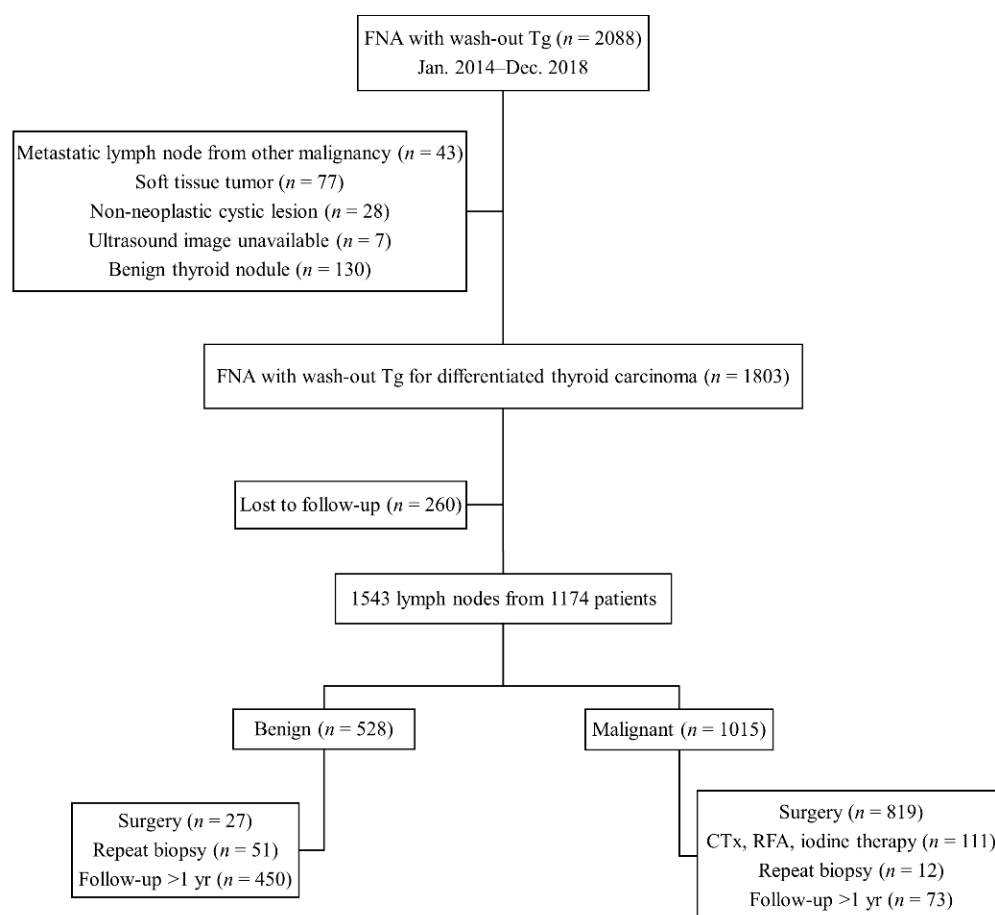 FNA with wash-out Tg (n = 2088)
Jan. 2014–Dec. 2018
Metastatic lymph node from other malignancy (n = 43)
Soft tissue tumor (n = 77)
Non-neoplastic cystic lesion (n = 28)
Ultrasound image unavailable (n = 7)
Benign thyroid nodule (n = 130)
FNA with wash-out Tg for differentiated thyroid carcinoma (n = 1803)
Lost to follow-up (n = 260)
1543 lymph nodes from 1174 patients
Benign (n = 528)
Malignant (n = 1015)
Surgery (n = 27)
Repeat biopsy (n = 51)
Follow-up >1 yr (n = 450)
Surgery (n = 819)
CTx, RFA, iodine therapy (n = 111)
Repeat biopsy (n = 12)
Follow-up >1 yr (n = 73)